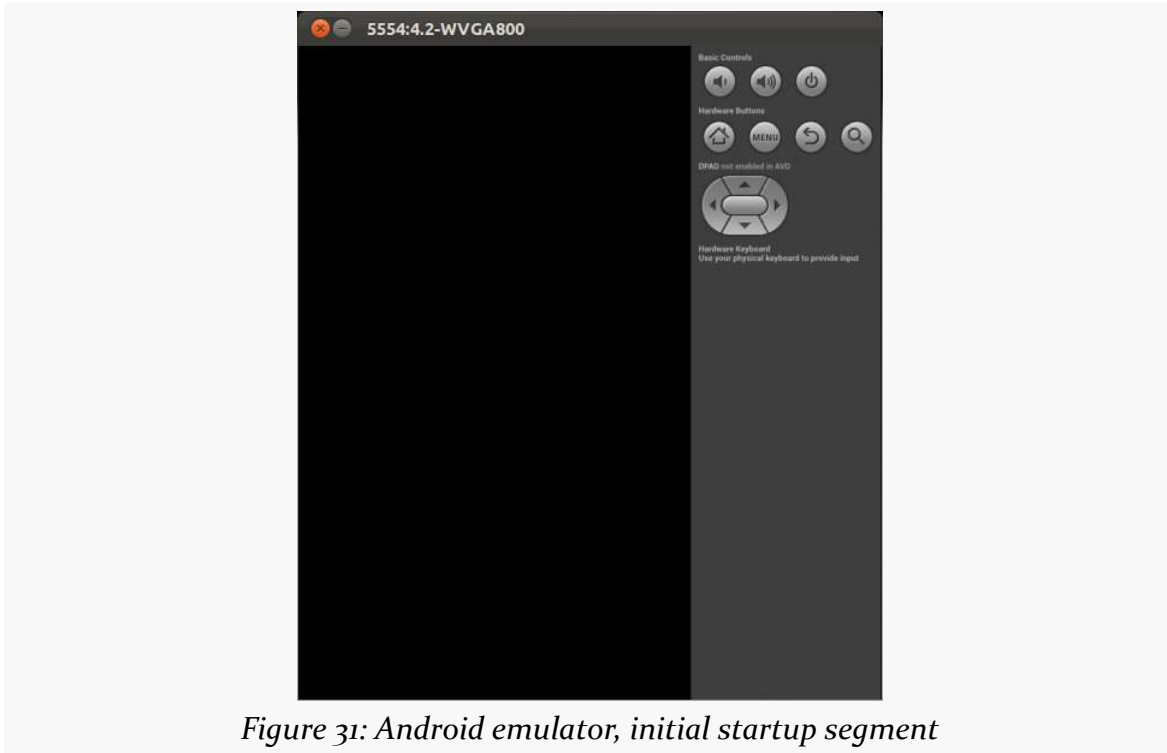 5554:4.2-WVGA800
Basic Controls
Hardware Buttons
MENU
DPAD not enabled in AVD
Hardware Keyboard
Use your physical keyboard to provide input
Figure 31: Android emulator, initial startup segment